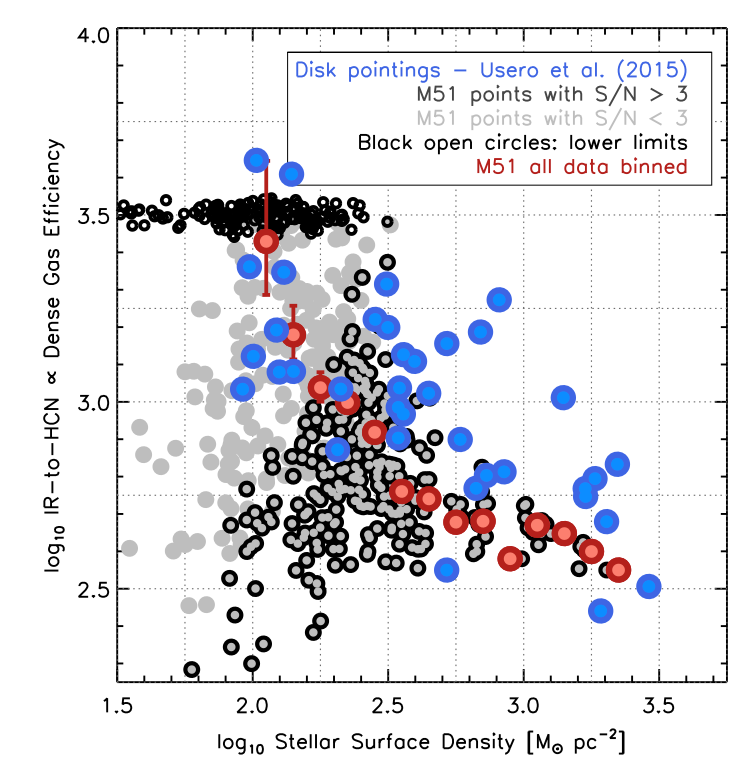 4.0
Disk pointings − Usero et al. (2015)
M51 points with S/N > 3
M51 points with S/N < 3
Black open circles: lower limits
M51 all data binned
3.5
3.0
2.5
log₁₀ IR−to−HCN ∝ Dense Gas Efficiency
1.5 2.0 2.5 3.0 3.5
log₁₀ Stellar Surface Density [M⊙ pc⁻²]